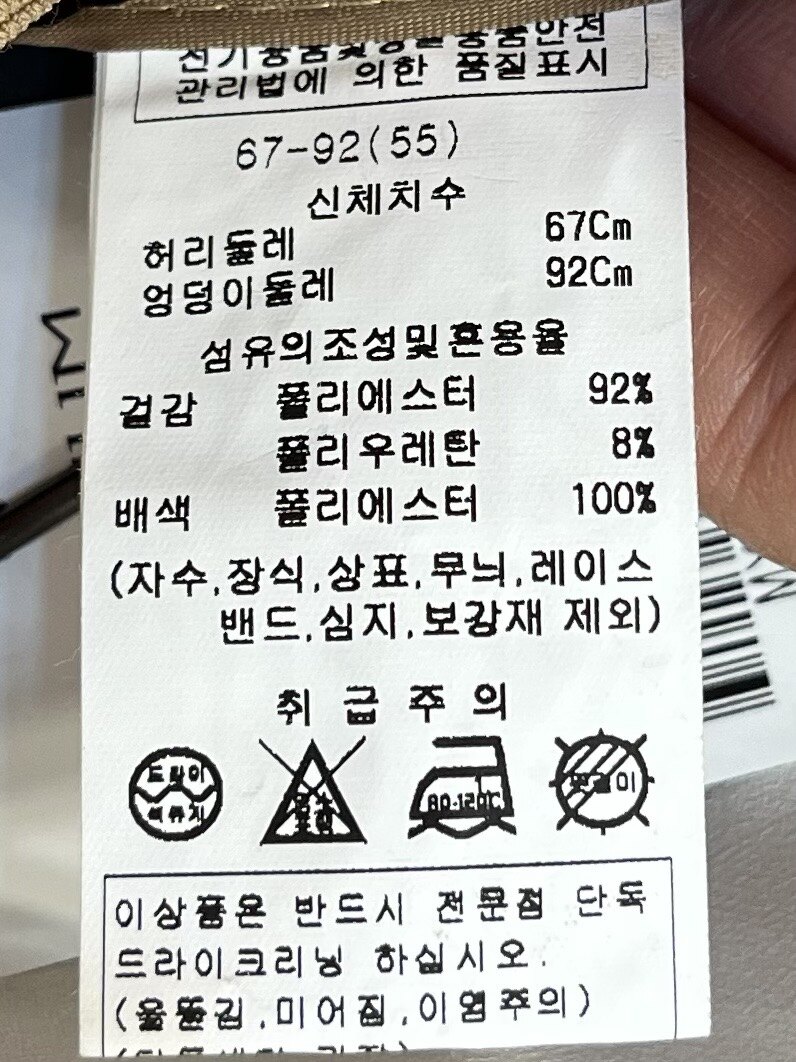 관리법에 의한 품질표시
67-92(55)
신체치수
허리둘레 67Cm
엉덩이둘레 92Cm
섬유의조성및혼용율
겉감 폴리에스터 92%
폴리우레탄 8%
배색 폴리에스터 100%
(자수,장식,상표,무늬,레이스
밴드,심지,보강재 제외)
취급주의
드라이
석유계
80-120℃
이상품은 반드시 전문점 단독
드라이크리닝 하십시오.
(올뜯김,미어짐,이염주의)